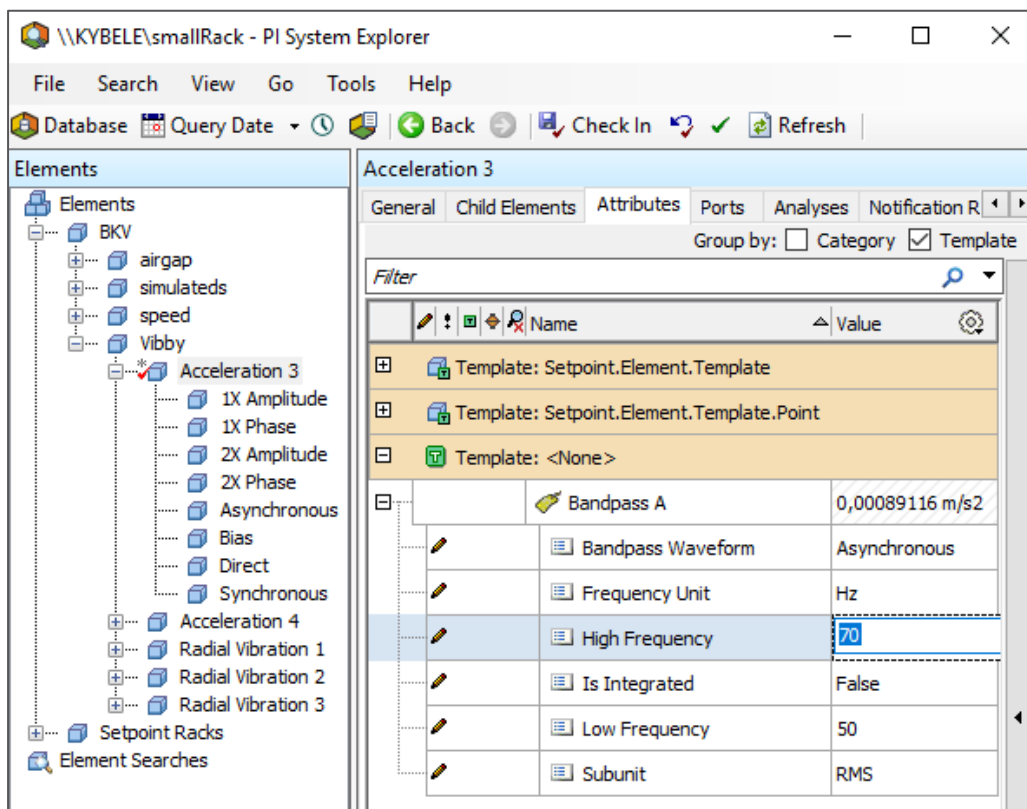 \\KYBELE\smallRack - PI System Explorer
File Search View Go Tools Help
Database Query Date Back Check In Refresh
Elements
Elements
BKV
airgap
simulateds
speed
Vibby
Acceleration 3
1X Amplitude
1X Phase
2X Amplitude
2X Phase
Asynchronous
Bias
Direct
Synchronous
Acceleration 4
Radial Vibration 1
Radial Vibration 2
Radial Vibration 3
Setpoint Racks
Element Searches
Acceleration 3
General Child Elements Attributes Ports Analyses Notification R
Group by: Category Template
Filter
Name Value
Template: Setpoint.Element.Template
Template: Setpoint.Element.Template.Point
Template: <None>
Bandpass A 0,00089116 m/s2
Bandpass Waveform Asynchronous
Frequency Unit Hz
High Frequency 70
Is Integrated False
Low Frequency 50
Subunit RMS